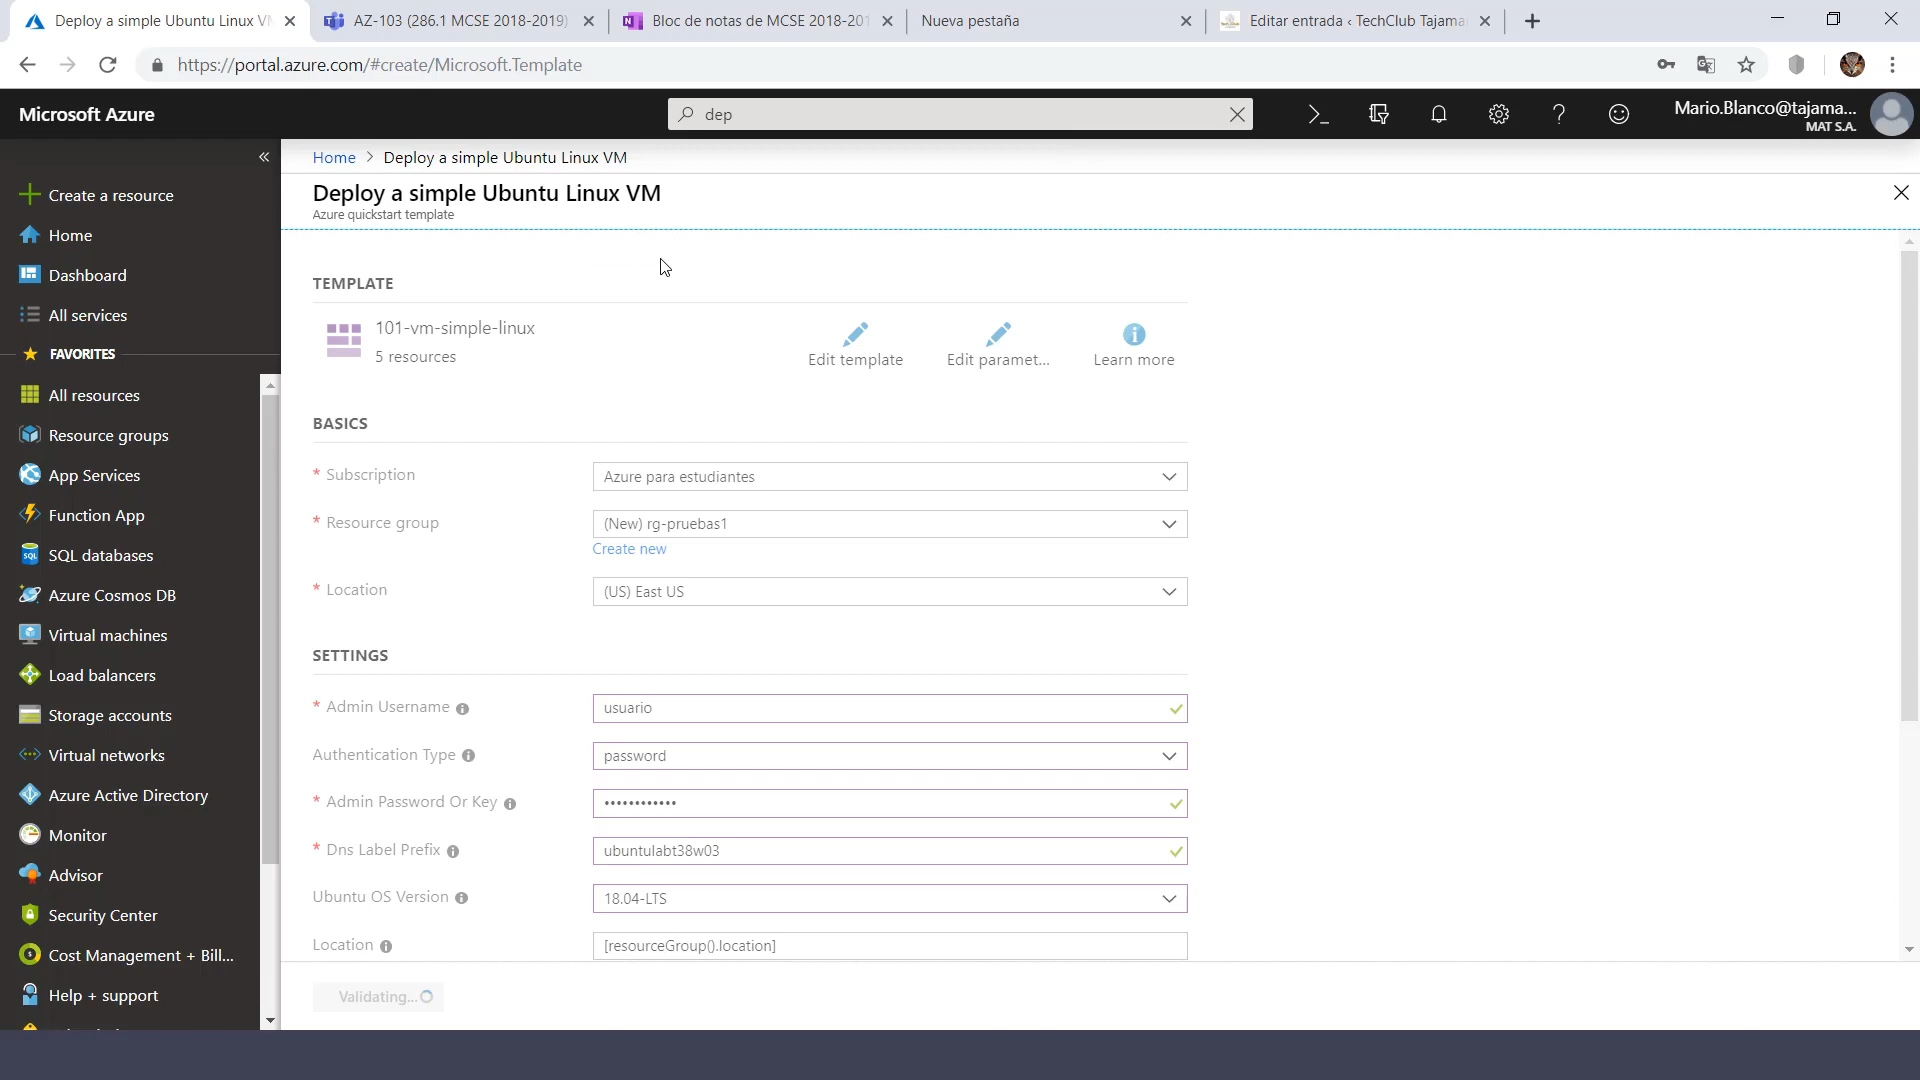 Deploy a simple Ubuntu Linux VM
AZ-103 (286.1 MCSE 2018-2019)
Bloc de notas de MCSE 2018-201
Nueva pestaña
Editar entrada ‹ TechClub Tajama
https://portal.azure.com/#create/Microsoft.Template
Microsoft Azure
dep
Mario.Blanco@tajama...
MAT S.A.
Create a resource
Home
Dashboard
All services
FAVORITES
All resources
Resource groups
App Services
Function App
SQL databases
Azure Cosmos DB
Virtual machines
Load balancers
Storage accounts
Virtual networks
Azure Active Directory
Monitor
Advisor
Security Center
Cost Management + Bill...
Help + support
Home > Deploy a simple Ubuntu Linux VM
Deploy a simple Ubuntu Linux VM
Azure quickstart template
TEMPLATE
101-vm-simple-linux
5 resources
Edit template
Edit paramet...
Learn more
BASICS
* Subscription
Azure para estudiantes
* Resource group
(New) rg-pruebas1
Create new
* Location
(US) East US
SETTINGS
* Admin Username
usuario
Authentication Type
password
* Admin Password Or Key
••••••••••••
* Dns Label Prefix
ubuntulabt38w03
Ubuntu OS Version
18.04-LTS
Location
[resourceGroup().location]
Validating...